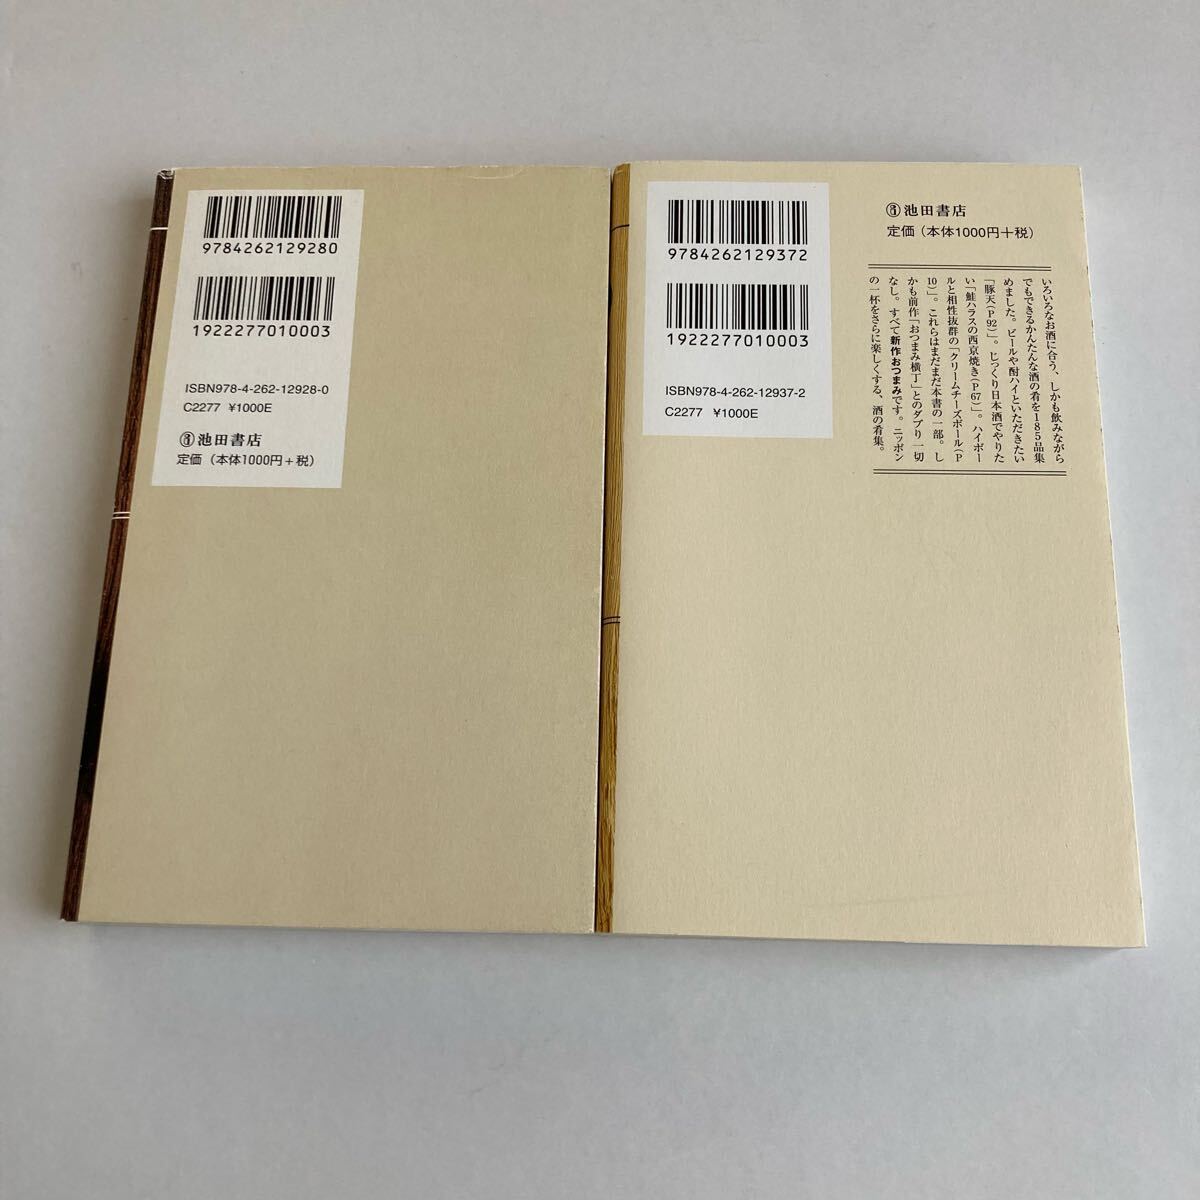 9784262129280
1922277010003
ISBN978-4-262-12928-0
C2277 ¥1000E
池田書店
定価（本体1000円＋税）
9784262129372
1922277010003
ISBN978-4-262-12937-2
C2277 ¥1000E
池田書店
定価（本体1000円＋税）
いろいろなお酒に合う、しかも飲みながら
でもできるかんたんな酒の肴を185品集
めました。ビールや酎ハイといただきたい
「豚天（P92）」。じっくり日本酒でやりた
い「鮭ハラスの西京焼き（P67）」。ハイボー
ルと相性抜群の「クリームチーズボール（P
10）」。これらはまだまだ本書の一部。し
かも前作「おつまみ横丁」とのダブり一切
なし。すべて新作おつまみです。ニッポン
の一杯をさらに楽しくする、酒の肴集。